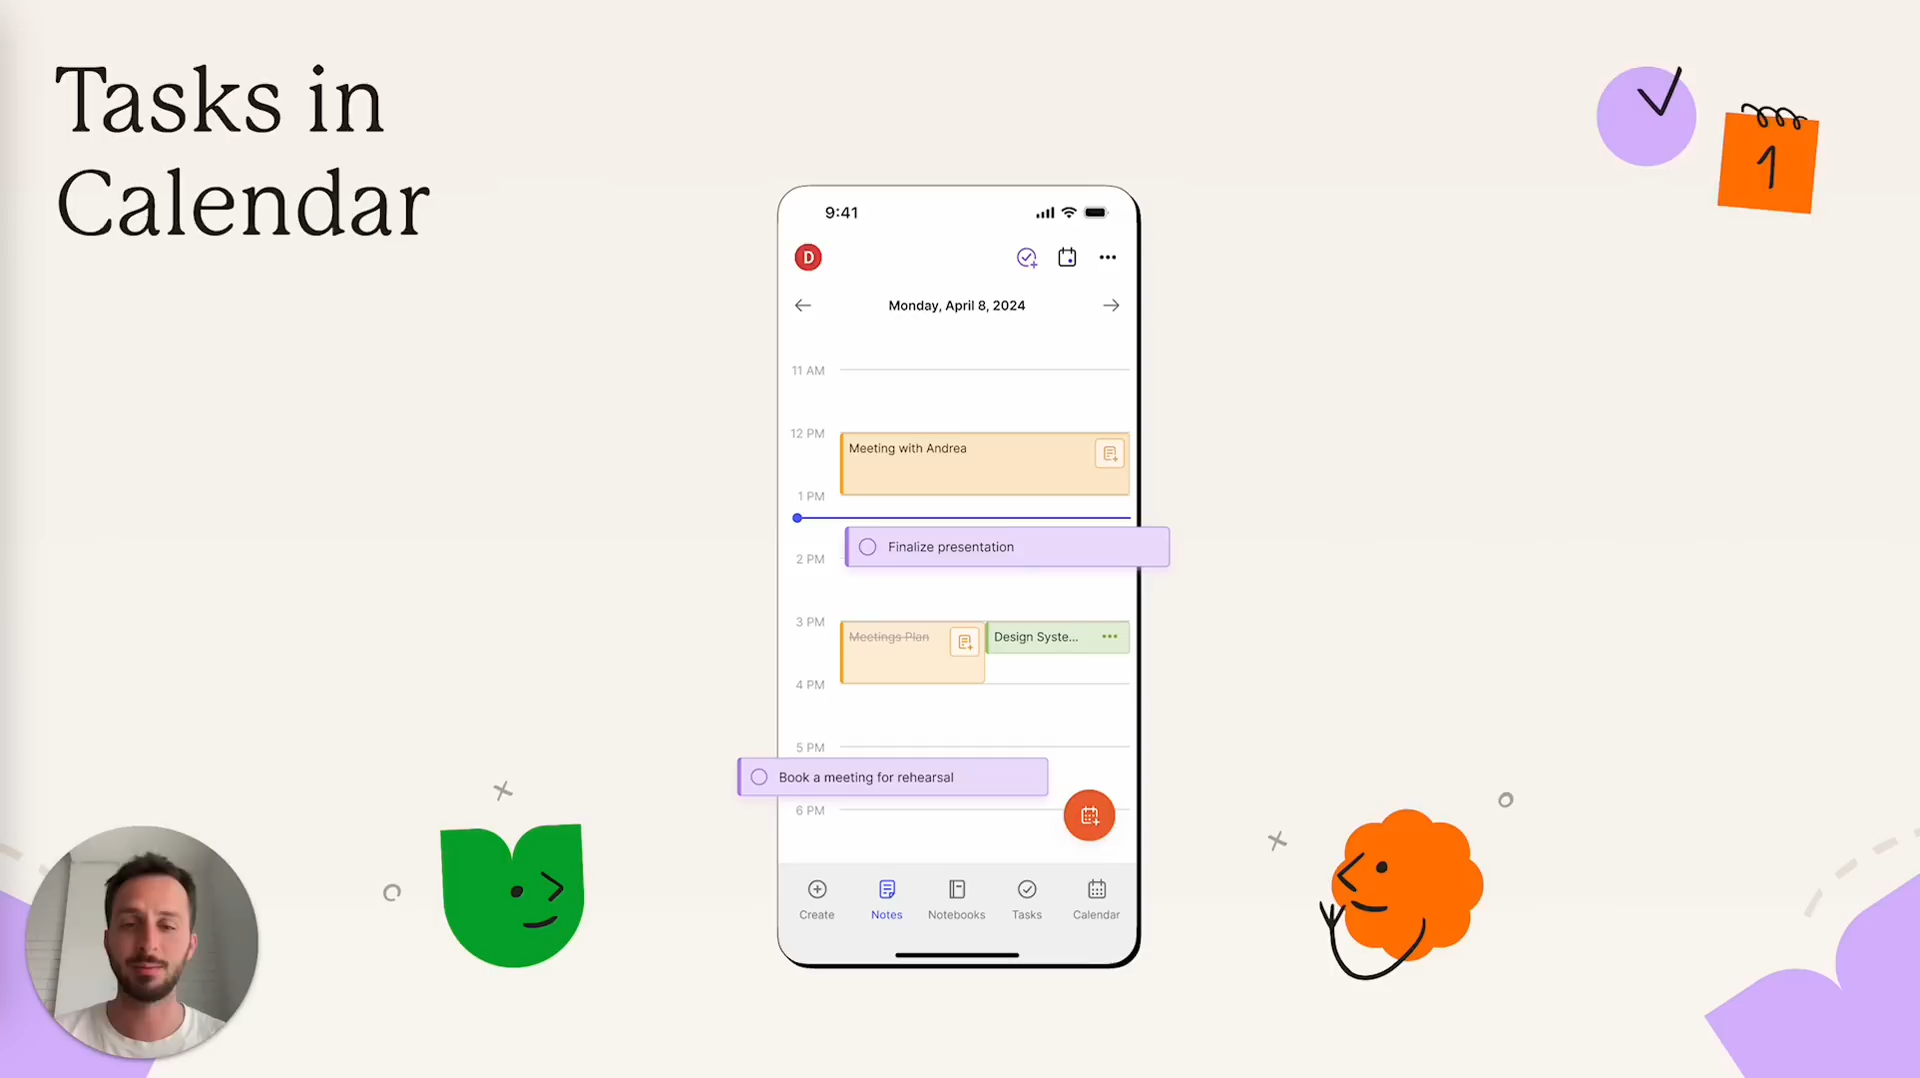 Tasks in
Calendar
1
9:41
D
Monday, April 8, 2024
11 AM
12 PM
Meeting with Andrea
1 PM
Finalize presentation
2 PM
3 PM
Meetings Plan
Design Syste...
4 PM
5 PM
Book a meeting for rehearsal
6 PM
Create
Notes
Notebooks
Tasks
Calendar